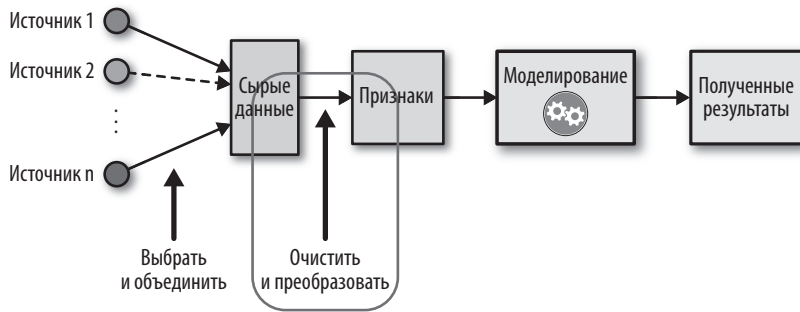 Источник 1
Источник 2
Источник n
Сырые
данные
Признаки
Моделирование
Полученные
результаты
Выбрать
и объединить
Очистить
и преобразовать